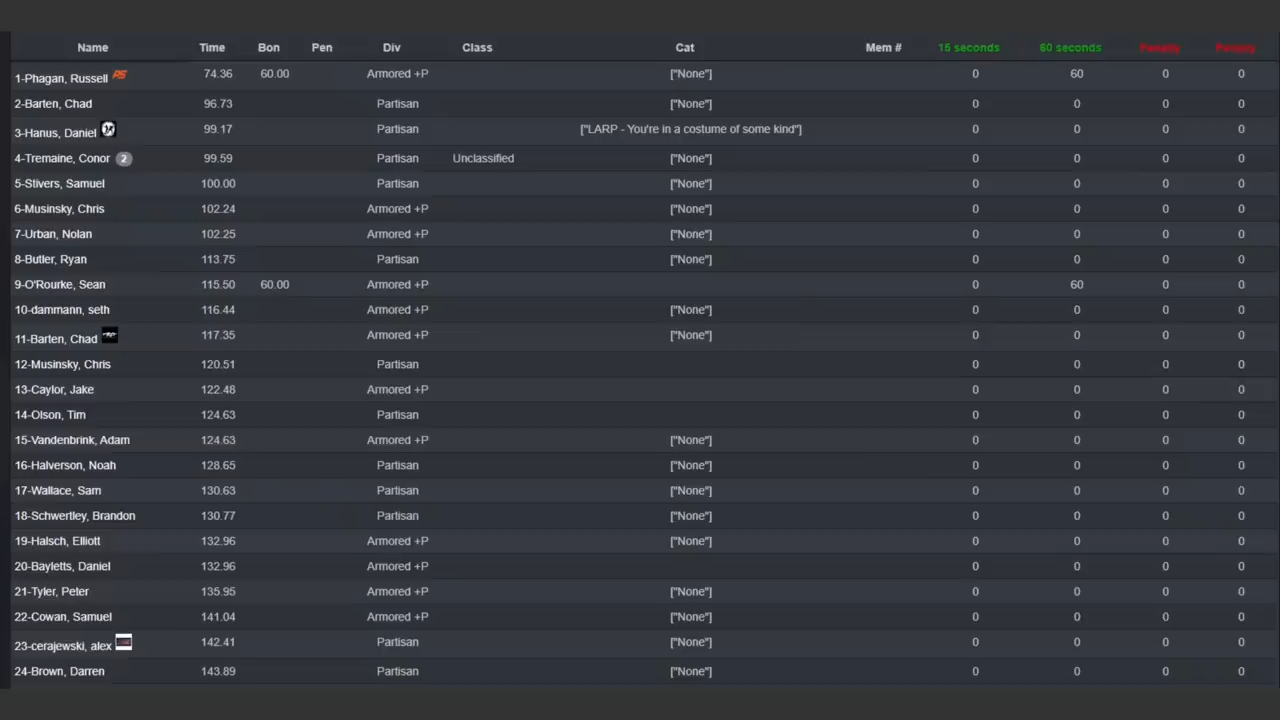 Name Time Bon Pen Div Class Cat Mem # 15 seconds 60 seconds Penalty Penalty
1-Phagan, Russell 74.36 60.00 Armored +P ["None"] 0 60 0 0
2-Barten, Chad 96.73 Partisan ["None"] 0 0 0 0
3-Hanus, Daniel 99.17 Partisan ["LARP - You're in a costume of some kind"] 0 0 0 0
4-Tremaine, Conor 2 99.59 Partisan Unclassified ["None"] 0 0 0 0
5-Stivers, Samuel 100.00 Partisan ["None"] 0 0 0 0
6-Musinsky, Chris 102.24 Armored +P ["None"] 0 0 0 0
7-Urban, Nolan 102.25 Armored +P ["None"] 0 0 0 0
8-Butler, Ryan 113.75 Partisan ["None"] 0 0 0 0
9-O'Rourke, Sean 115.50 60.00 Armored +P 0 60 0 0
10-dammann, seth 116.44 Armored +P ["None"] 0 0 0 0
11-Barten, Chad 117.35 Armored +P ["None"] 0 0 0 0
12-Musinsky, Chris 120.51 Partisan 0 0 0 0
13-Caylor, Jake 122.48 Armored +P 0 0 0 0
14-Olson, Tim 124.63 Partisan 0 0 0 0
15-Vandenbrink, Adam 124.63 Armored +P ["None"] 0 0 0 0
16-Halverson, Noah 128.65 Partisan ["None"] 0 0 0 0
17-Wallace, Sam 130.63 Partisan ["None"] 0 0 0 0
18-Schwertley, Brandon 130.77 Partisan ["None"] 0 0 0 0
19-Halsch, Elliott 132.96 Armored +P ["None"] 0 0 0 0
20-Bayletts, Daniel 132.96 Armored +P 0 0 0 0
21-Tyler, Peter 135.95 Armored +P ["None"] 0 0 0 0
22-Cowan, Samuel 141.04 Armored +P ["None"] 0 0 0 0
23-cerajewski, alex 142.41 Partisan ["None"] 0 0 0 0
24-Brown, Darren 143.89 Partisan ["None"] 0 0 0 0